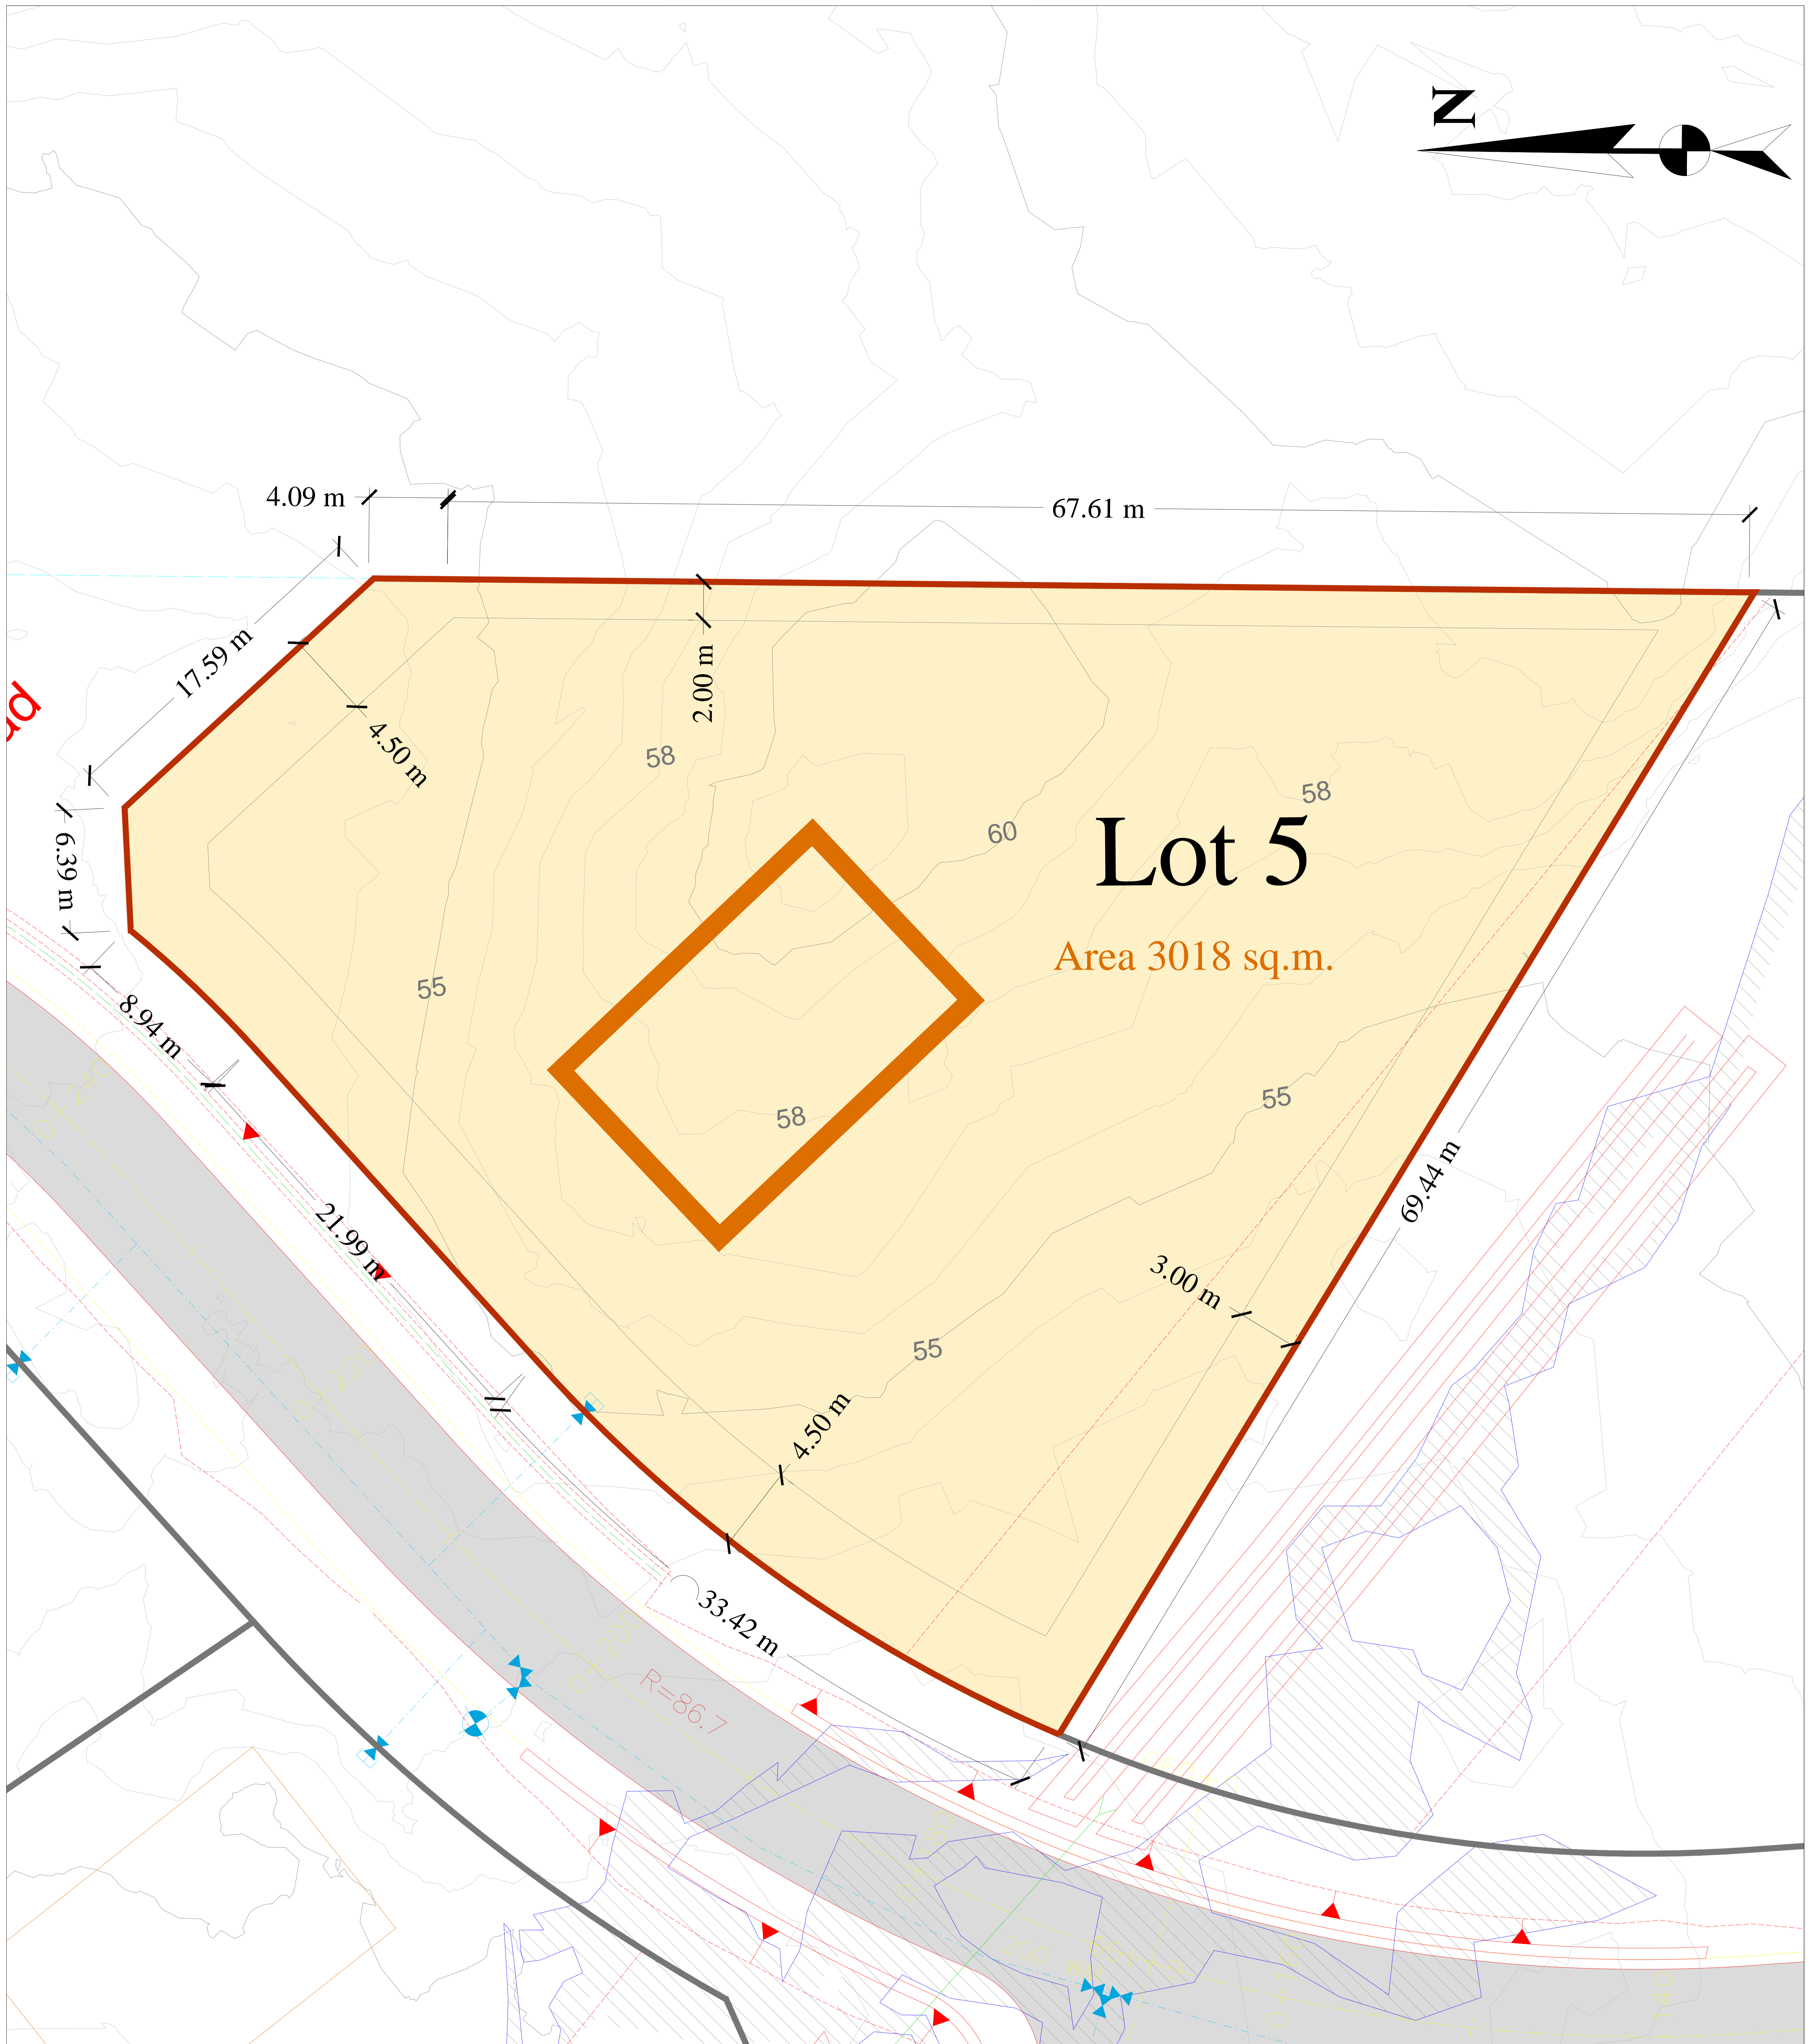 N
4.09 m
67.61 m
17.59 m
2.00 m
4.50 m
58
58
60
Lot 5
6.39 m
Area 3018 sq.m.
55
8.94 m
58
55
69.44 m
21.99 m
3.00 m
55
4.50 m
33.42 m
R=86.7